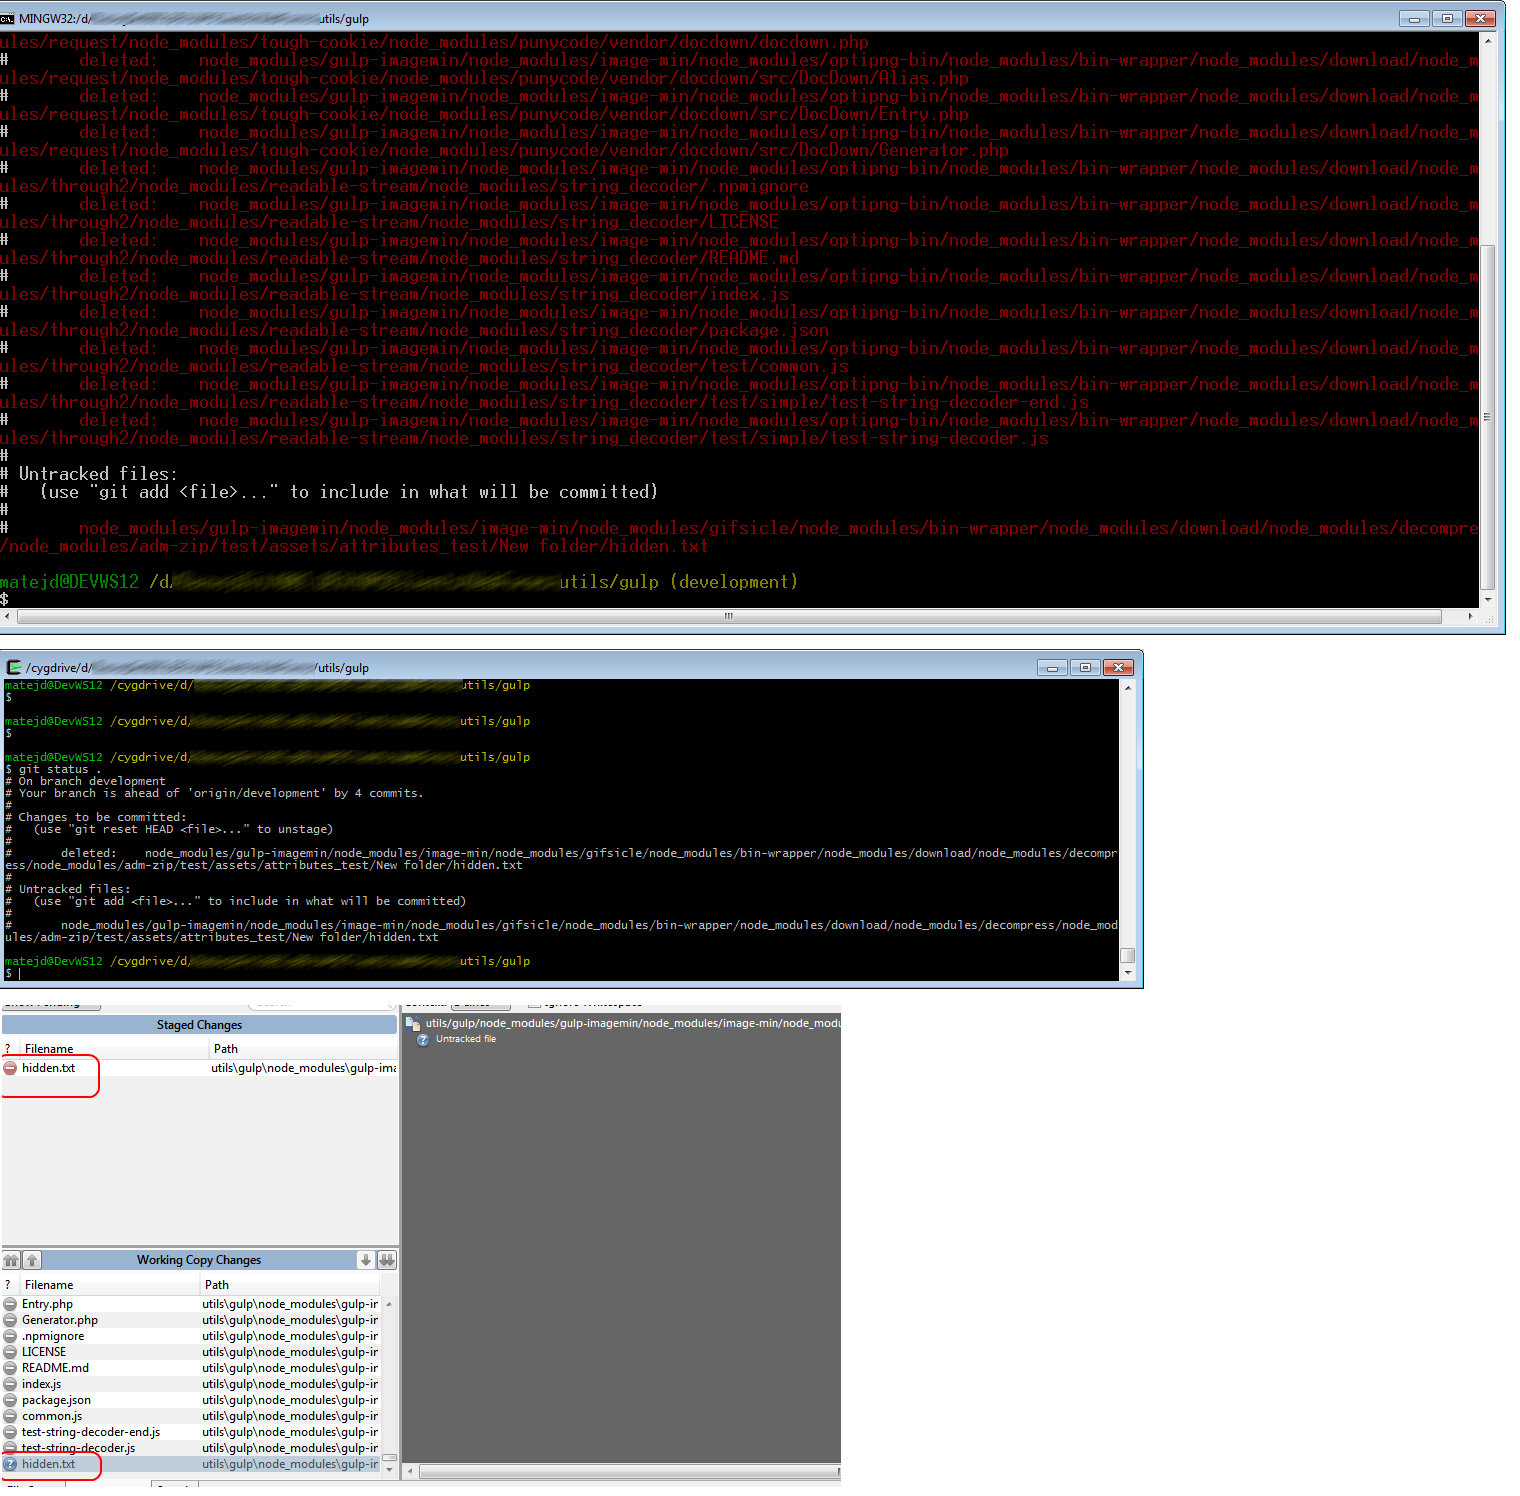 MINGW32:/d/ utils/gulp
ules/request/node_modules/tough-cookie/node_modules/punycode/vendor/docdown/docdown.php
#       deleted:    node_modules/gulp-imagemin/node_modules/image-min/node_modules/optipng-bin/node_modules/bin-wrapper/node_modules/download/node_m
ules/request/node_modules/tough-cookie/node_modules/punycode/vendor/docdown/src/DocDown/Alias.php
#       deleted:    node_modules/gulp-imagemin/node_modules/image-min/node_modules/optipng-bin/node_modules/bin-wrapper/node_modules/download/node_m
ules/request/node_modules/tough-cookie/node_modules/punycode/vendor/docdown/src/DocDown/Entry.php
#       deleted:    node_modules/gulp-imagemin/node_modules/image-min/node_modules/optipng-bin/node_modules/bin-wrapper/node_modules/download/node_m
ules/request/node_modules/tough-cookie/node_modules/punycode/vendor/docdown/src/DocDown/Generator.php
#       deleted:    node_modules/gulp-imagemin/node_modules/image-min/node_modules/optipng-bin/node_modules/bin-wrapper/node_modules/download/node_m
ules/through2/node_modules/readable-stream/node_modules/string_decoder/.npmignore
#       deleted:    node_modules/gulp-imagemin/node_modules/image-min/node_modules/optipng-bin/node_modules/bin-wrapper/node_modules/download/node_m
ules/through2/node_modules/readable-stream/node_modules/string_decoder/LICENSE
#       deleted:    node_modules/gulp-imagemin/node_modules/image-min/node_modules/optipng-bin/node_modules/bin-wrapper/node_modules/download/node_m
ules/through2/node_modules/readable-stream/node_modules/string_decoder/README.md
#       deleted:    node_modules/gulp-imagemin/node_modules/image-min/node_modules/optipng-bin/node_modules/bin-wrapper/node_modules/download/node_m
ules/through2/node_modules/readable-stream/node_modules/string_decoder/index.js
#       deleted:    node_modules/gulp-imagemin/node_modules/image-min/node_modules/optipng-bin/node_modules/bin-wrapper/node_modules/download/node_m
ules/through2/node_modules/readable-stream/node_modules/string_decoder/package.json
#       deleted:    node_modules/gulp-imagemin/node_modules/image-min/node_modules/optipng-bin/node_modules/bin-wrapper/node_modules/download/node_m
ules/through2/node_modules/readable-stream/node_modules/string_decoder/test/common.js
#       deleted:    node_modules/gulp-imagemin/node_modules/image-min/node_modules/optipng-bin/node_modules/bin-wrapper/node_modules/download/node_m
ules/through2/node_modules/readable-stream/node_modules/string_decoder/test/simple/test-string-decoder-end.js
#       deleted:    node_modules/gulp-imagemin/node_modules/image-min/node_modules/optipng-bin/node_modules/bin-wrapper/node_modules/download/node_m
ules/through2/node_modules/readable-stream/node_modules/string_decoder/test/simple/test-string-decoder.js
#
# Untracked files:
#   (use "git add <file>..." to include in what will be committed)
#
#       node_modules/gulp-imagemin/node_modules/image-min/node_modules/gifsicle/node_modules/bin-wrapper/node_modules/download/node_modules/decompre
/node_modules/adm-zip/test/assets/attributes_test/New folder/hidden.txt
matejd@DEVWS12 /d/ utils/gulp (development)
$
/cygdrive/d/ /utils/gulp
matejd@DevWS12 /cygdrive/d/ utils/gulp
$
matejd@DevWS12 /cygdrive/d/ utils/gulp
$
matejd@DevWS12 /cygdrive/d/ utils/gulp
$ git status .
# On branch development
# Your branch is ahead of 'origin/development' by 4 commits.
#
# Changes to be committed:
#   (use "git reset HEAD <file>..." to unstage)
#
#       deleted:    node_modules/gulp-imagemin/node_modules/image-min/node_modules/gifsicle/node_modules/bin-wrapper/node_modules/download/node_modules/decompr
ess/node_modules/adm-zip/test/assets/attributes_test/New folder/hidden.txt
#
# Untracked files:
#   (use "git add <file>..." to include in what will be committed)
#
#       node_modules/gulp-imagemin/node_modules/image-min/node_modules/gifsicle/node_modules/bin-wrapper/node_modules/download/node_modules/decompress/node_mod
ules/adm-zip/test/assets/attributes_test/New folder/hidden.txt
matejd@DevWS12 /cygdrive/d/ utils/gulp
$
Staged Changes
? Filename Path
hidden.txt utils\gulp\node_modules\gulp-ima
utils/gulp/node_modules/gulp-imagemin/node_modules/image-min/node_modu
Untracked file
Working Copy Changes
? Filename Path
Entry.php utils\gulp\node_modules\gulp-ir
Generator.php utils\gulp\node_modules\gulp-ir
.npmignore utils\gulp\node_modules\gulp-ir
LICENSE utils\gulp\node_modules\gulp-ir
README.md utils\gulp\node_modules\gulp-ir
index.js utils\gulp\node_modules\gulp-ir
package.json utils\gulp\node_modules\gulp-ir
common.js utils\gulp\node_modules\gulp-ir
test-string-decoder-end.js utils\gulp\node_modules\gulp-ir
test-string-decoder.js utils\gulp\node_modules\gulp-ir
hidden.txt utils\gulp\node_modules\gulp-ir